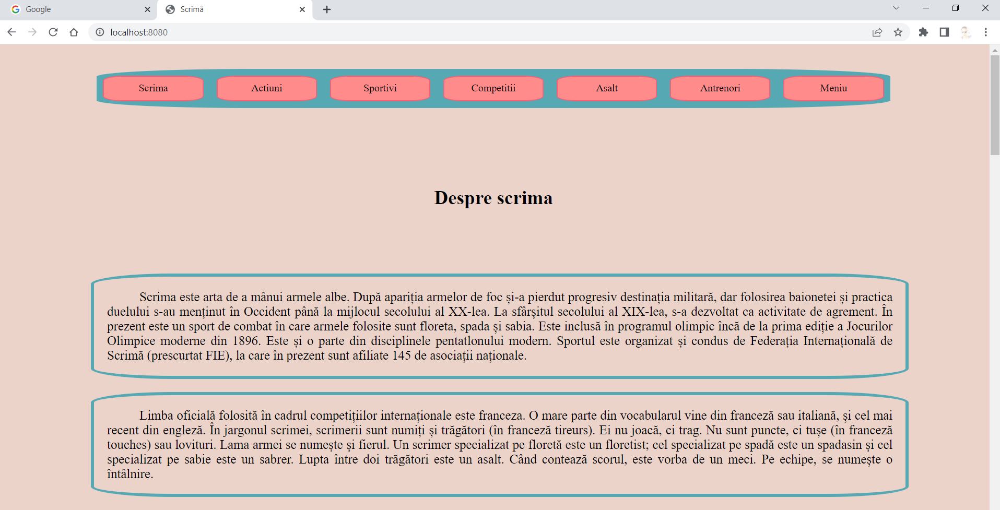 Google
Scrimă
localhost:8080
Scrima Actiuni Sportivi Competitii Asalt Antrenori Meniu
Despre scrima
Scrima este arta de a mânui armele albe. După apariția armelor de foc și-a pierdut progresiv destinația militară, dar folosirea baionetei și practica
duelului s-au menținut în Occident până la mijlocul secolului al XX-lea. La sfârșitul secolului al XIX-lea, s-a dezvoltat ca activitate de agrement. În
prezent este un sport de combat în care armele folosite sunt floreta, spada și sabia. Este inclusă în programul olimpic încă de la prima ediție a Jocurilor
Olimpice moderne din 1896. Este și o parte din disciplinele pentatlonului modern. Sportul este organizat și condus de Federația Internațională de
Scrimă (prescurtat FIE), la care în prezent sunt afiliate 145 de asociații naționale.
Limba oficială folosită în cadrul competițiilor internaționale este franceza. O mare parte din vocabularul vine din franceză sau italiană, și cel mai
recent din engleză. În jargonul scrimei, scrimerii sunt numiți și trăgători (în franceză tireurs). Ei nu joacă, ci trag. Nu sunt puncte, ci tușe (în franceză
touches) sau lovituri. Lama armei se numește și fierul. Un scrimer specializat pe floretă este un floretist; cel specializat pe spadă este un spadasin și cel
specializat pe sabie este un sabrer. Lupta între doi trăgători este un asalt. Când contează scorul, este vorba de un meci. Pe echipe, se numește o
întâlnire.